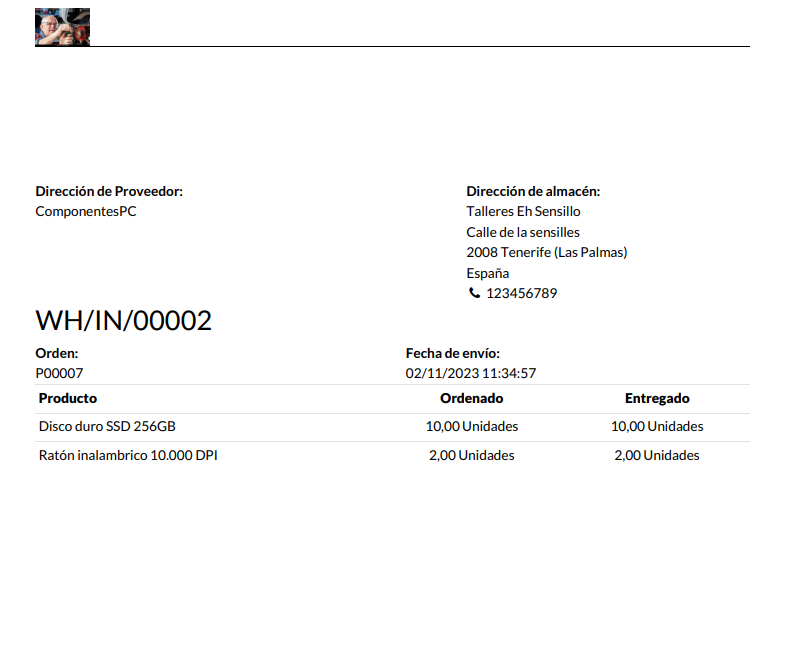 Dirección de Proveedor:
ComponentesPC
Dirección de almacén:
Talleres Eh Sensillo
Calle de la sensilles
2008 Tenerife (Las Palmas)
España
123456789
WH/IN/00002
Orden:
P00007
Fecha de envío:
02/11/2023 11:34:57
Producto Ordenado Entregado
Disco duro SSD 256GB 10,00 Unidades 10,00 Unidades
Ratón inalambrico 10.000 DPI 2,00 Unidades 2,00 Unidades